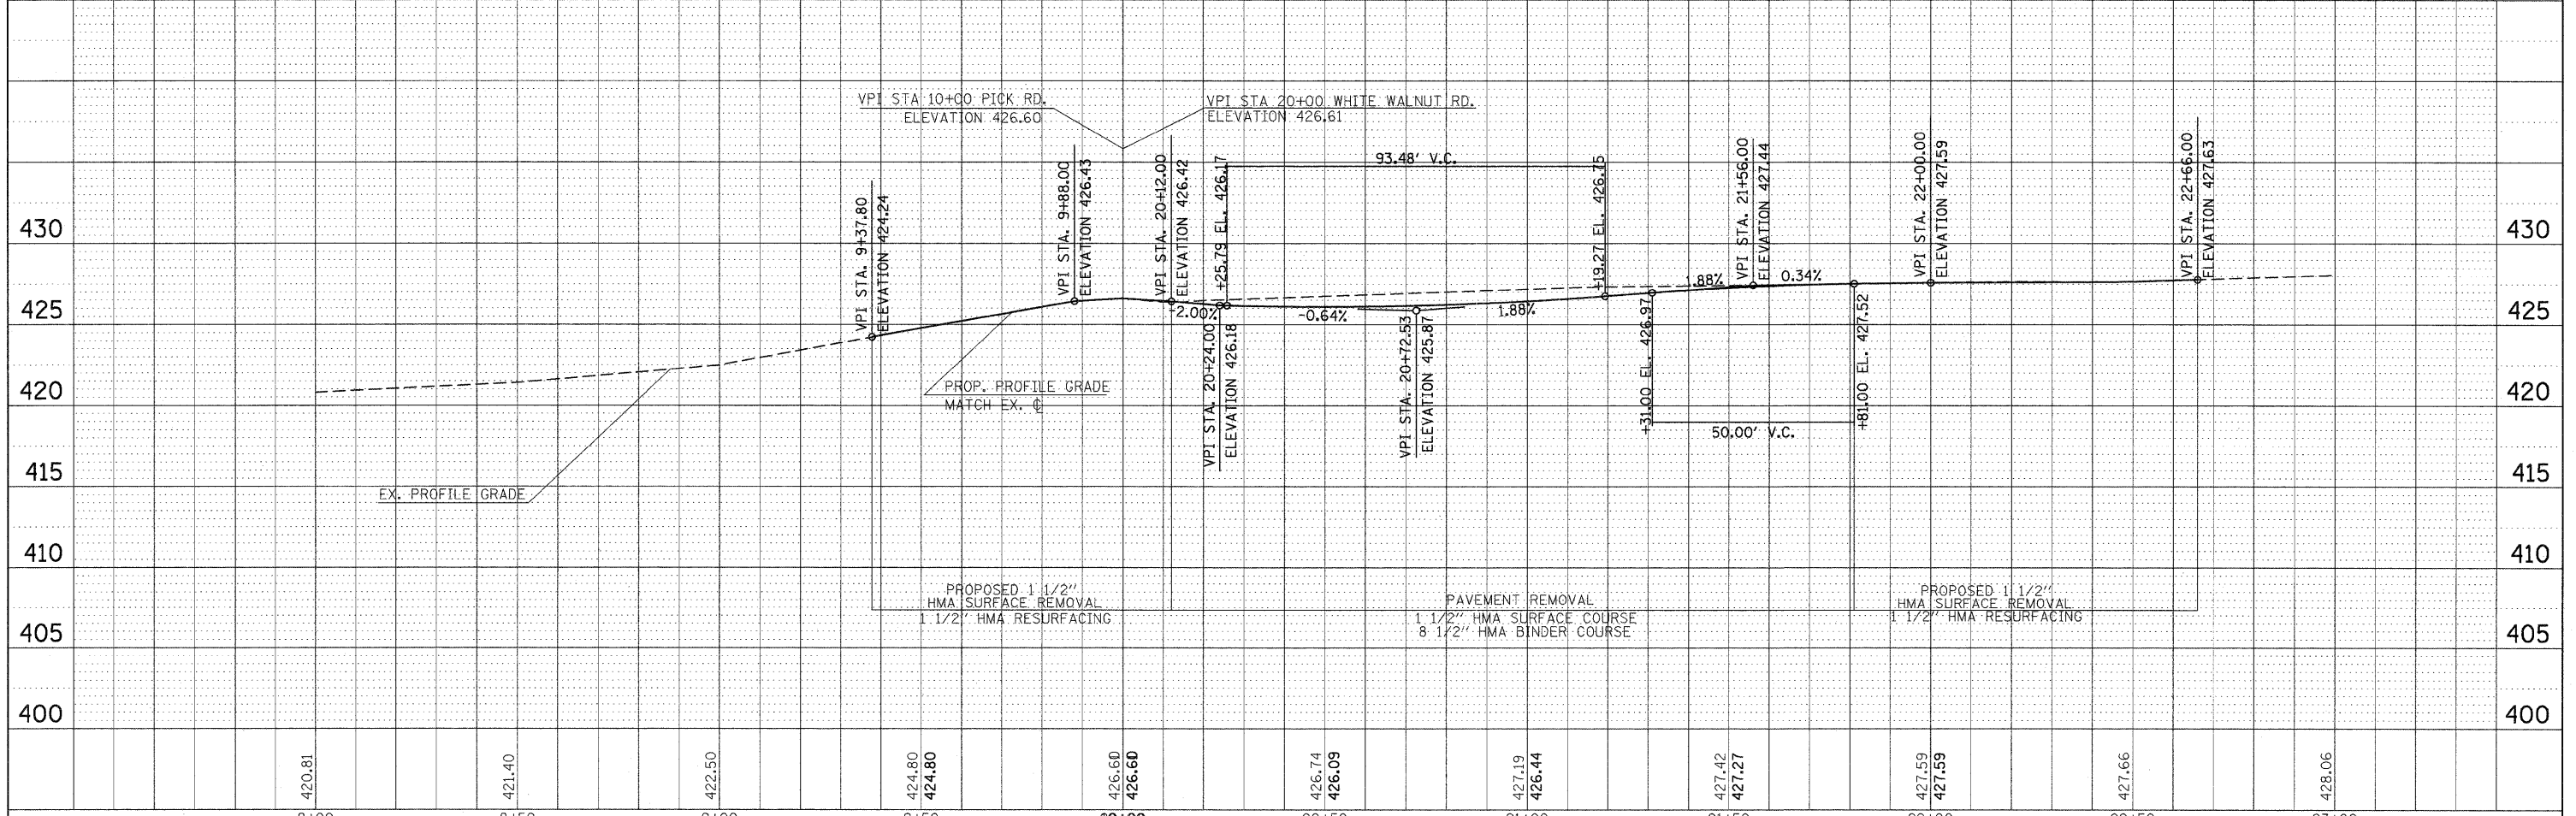 VPI STA 10+00 PICK RD.
ELEVATION 426.60
VPI STA 20+00 WHITE WALNUT RD.
ELEVATION 426.61
VPI STA. 9+37.80
ELEVATION 424.24
VPI STA. 9+88.00
ELEVATION 426.43
VPI STA. 20+12.00
ELEVATION 426.42
+25.79 EL. 426.17
93.48' V.C.
+19.27 EL. 426.75
VPI STA. 21+56.00
ELEVATION 427.44
VPI STA. 22+00.00
ELEVATION 427.59
VPI STA. 22+66.00
ELEVATION 427.63
430
430
425
-2.00%
-0.64%
1.88%
1.88%
0.34%
425
VPI STA. 20+24.00
ELEVATION 426.18
VPI STA. 20+72.53
ELEVATION 425.87
+31.00 EL. 426.97
+81.00 EL. 427.52
50.00' V.C.
420
PROP. PROFILE GRADE
MATCH EX. ℄
420
415
EX. PROFILE GRADE
415
410
410
PROPOSED 1 1/2"
HMA SURFACE REMOVAL
1 1/2" HMA RESURFACING
PAVEMENT REMOVAL
1 1/2" HMA SURFACE COURSE
8 1/2" HMA BINDER COURSE
PROPOSED 1 1/2"
HMA SURFACE REMOVAL
1 1/2" HMA RESURFACING
405
405
400
400
420.81
421.40
422.50
424.80
424.80
426.60
426.60
426.74
426.09
427.19
426.44
427.42
427.27
427.59
427.59
427.66
428.06